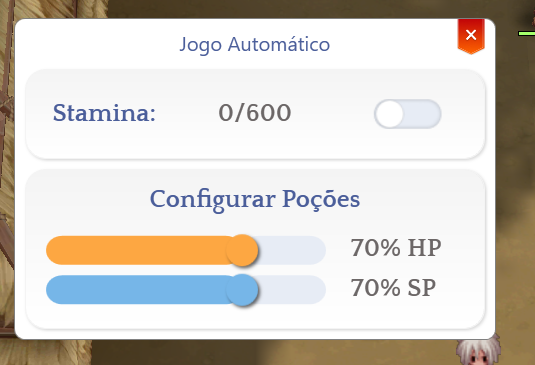 Jogo Automático
Stamina: 0/600
Configurar Poções
70% HP
70% SP